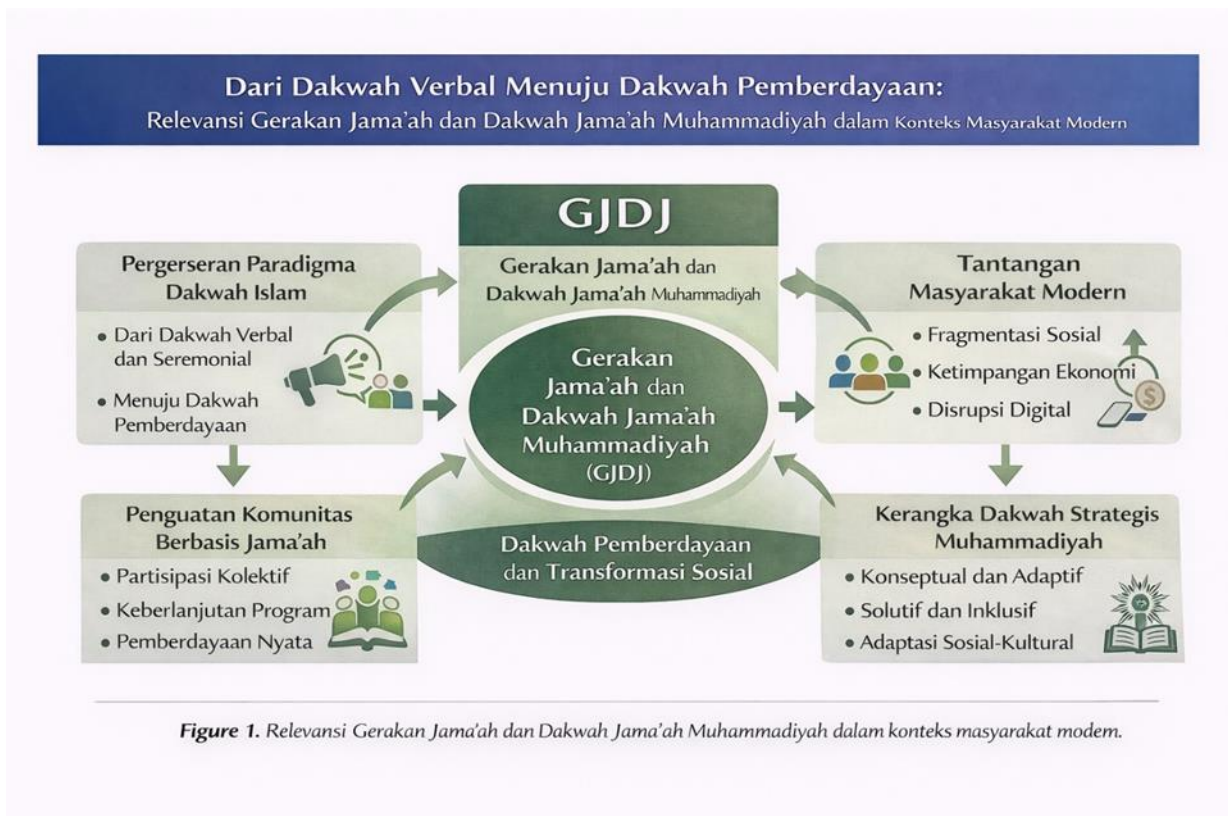 Dari Dakwah Verbal Menuju Dakwah Pemberdayaan:
Relevansi Gerakan Jama'ah dan Dakwah Jama'ah Muhammadiyah dalam Konteks Masyarakat Modern
GJDJ
Gerakan Jama'ah dan
Dakwah Jama'ah Muhammadiyah
Pergerseran Paradigma
Dakwah Islam
• Dari Dakwah Verbal
dan Seremonial
• Menuju Dakwah
Pemberdayaan
Gerakan
Jama'ah dan
Dakwah Jama'ah
Muhammadiyah
(GJDJ)
Tantangan
Masyarakat Modern
• Fragmentasi Sosial
• Ketimpangan Ekonomi
• Disrupsi Digital
Penguatan Komunitas
Berbasis Jama'ah
• Partisipasi Kolektif
• Keberlanjutan Program
• Pemberdayaan Nyata
Dakwah Pemberdayaan
dan Transformasi Sosial
Kerangka Dakwah Strategis
Muhammadiyah
• Konseptual dan Adaptif
• Solutif dan Inklusif
• Adaptasi Sosial-Kultural
Figure 1. Relevansi Gerakan Jama'ah dan Dakwah Jama'ah Muhammadiyah dalam konteks masyarakat modem.